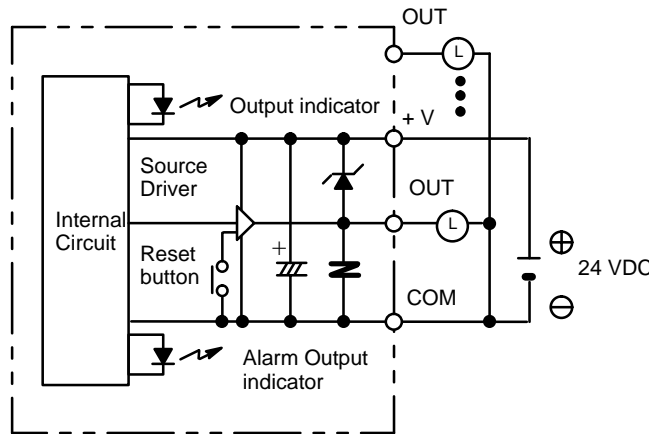 OUT
L
Output indicator
+ V
Source
Driver
OUT
Internal
Circuit
L
Reset
button
+
+
24 VDC
COM
−
Alarm Output
indicator